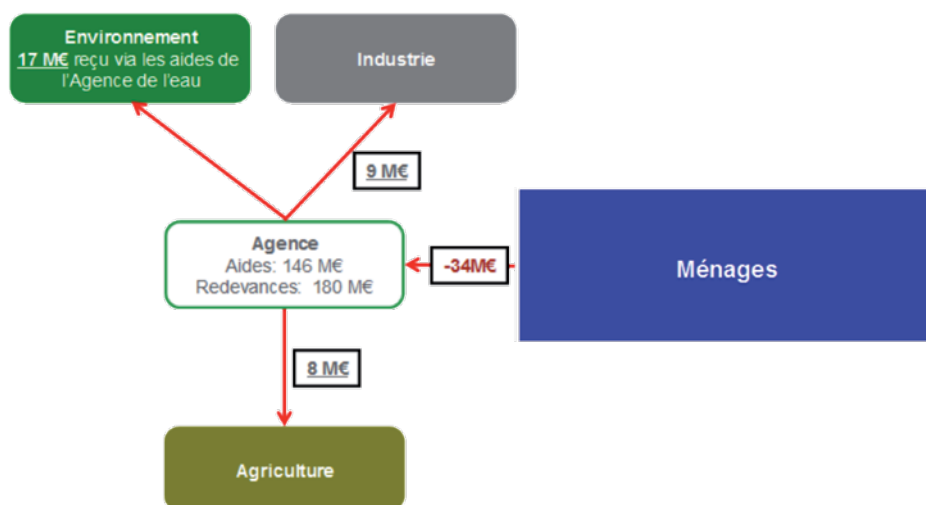 Environnement
17 M€ reçu via les aides de
l'Agence de l'eau
Industrie
9 M€
Agence
Aides: 146 M€
Redevances: 180 M€
-34M€
Ménages
8 M€
Agriculture